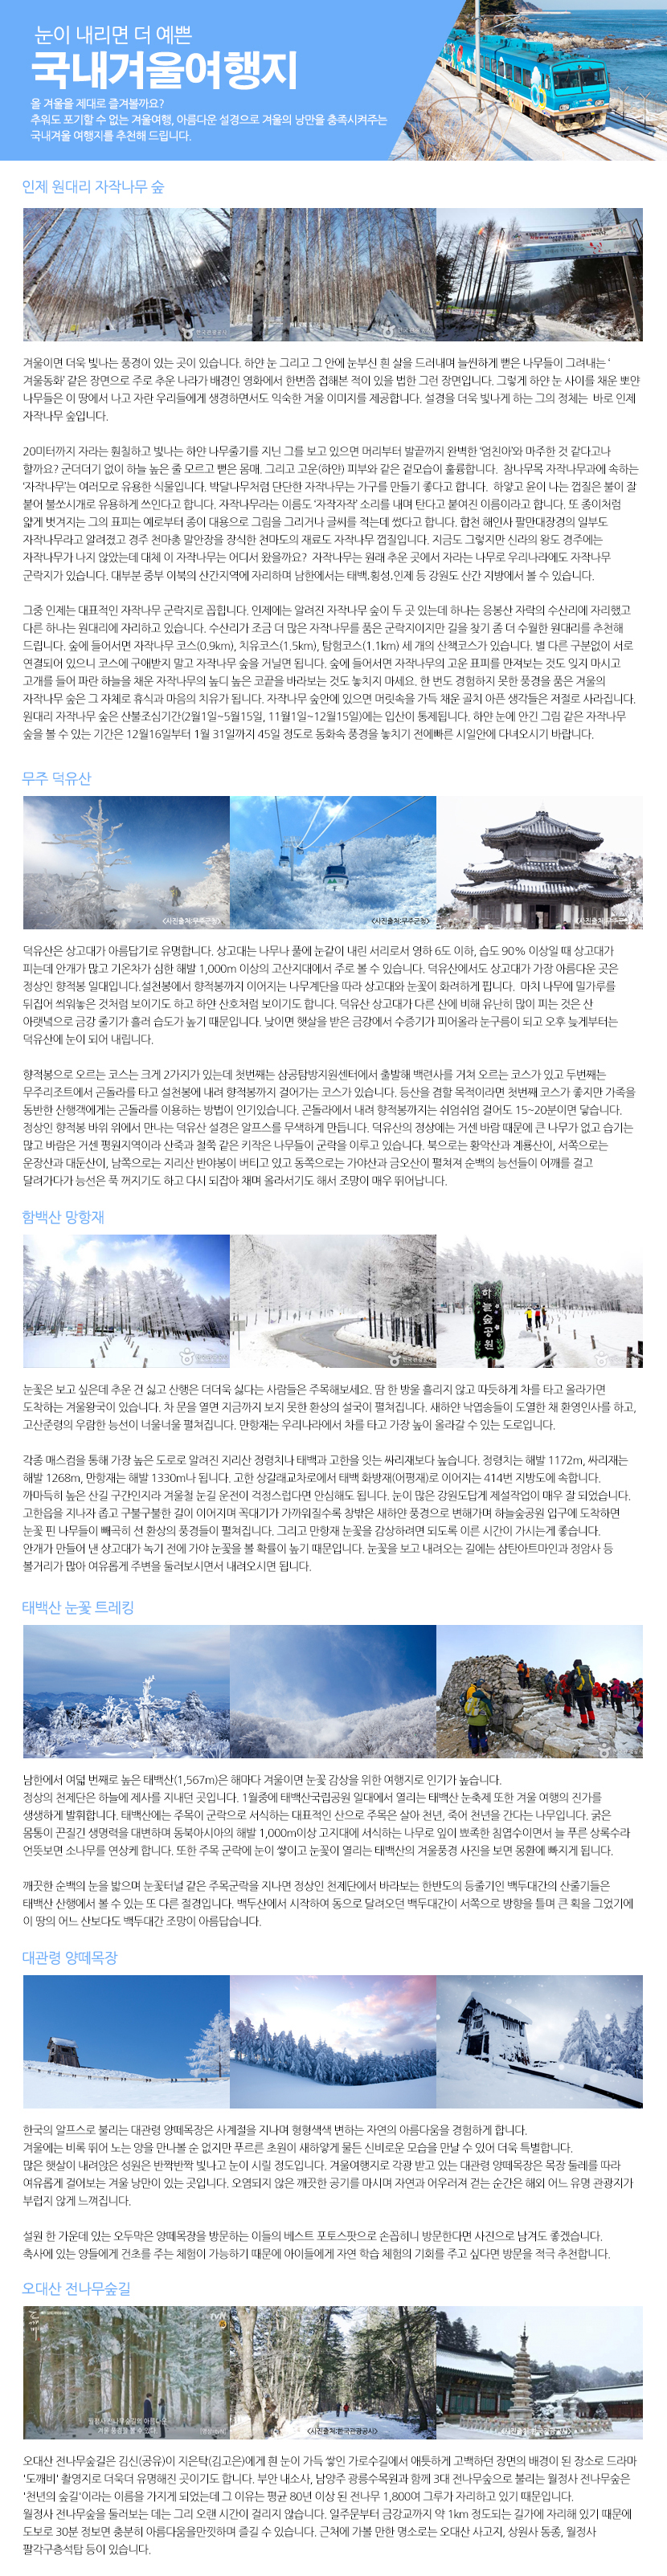 눈이 내리면 더 예쁜
국내겨울여행지
올 겨울을 제대로 즐겨볼까요?
추워도 포기할 수 없는 겨울여행, 아름다운 설경으로 겨울의 낭만을 충족시켜주는
국내겨울 여행지를 추천해 드립니다.
인제 원대리 자작나무 숲
한국관광공사
겨울이면 더욱 빛나는 풍경이 있는 곳이 있습니다. 하얀 눈 그리고 그 안에 눈부신 흰 살을 드러내며 늘씬하게 뻗은 나무들이 그려내는 ‘
겨울동화’ 같은 장면으로 주로 추운 나라가 배경인 영화에서 한번쯤 접해본 적이 있을 법한 그런 장면입니다. 그렇게 하얀 눈 사이를 채운 뽀얀
나무들은 이 땅에서 나고 자란 우리들에게 생경하면서도 익숙한 겨울 이미지를 제공합니다. 설경을 더욱 빛나게 하는 그의 정체는  바로 인제
자작나무 숲입니다.
20미터까지 자라는 훤칠하고 빛나는 하얀 나무줄기를 지닌 그를 보고 있으면 머리부터 발끝까지 완벽한 ‘엄친아’와 마주한 것 같다고나
할까요? 군더더기 없이 하늘 높은 줄 모르고 뻗은 몸매. 그리고 고운(하얀) 피부와 같은 겉모습이 훌륭합니다.  참나무목 자작나무과에 속하는
‘자작나무’는 여러모로 유용한 식물입니다. 박달나무처럼 단단한 자작나무는 가구를 만들기 좋다고 합니다.  하얗고 윤이 나는 껍질은 불이 잘
붙어 불쏘시개로 유용하게 쓰인다고 합니다. 자작나무라는 이름도 ‘자작자작’ 소리를 내며 탄다고 붙여진 이름이라고 합니다. 또 종이처럼
얇게 벗겨지는 그의 표피는 예로부터 종이 대용으로 그림을 그리거나 글씨를 적는데 썼다고 합니다. 합천 해인사 팔만대장경의 일부도
자작나무라고 알려졌고 경주 천마총 말안장을 장식한 천마도의 재료도 자작나무 껍질입니다. 지금도 그렇지만 신라의 왕도 경주에는
자작나무가 나지 않았는데 대체 이 자작나무는 어디서 왔을까요?  자작나무는 원래 추운 곳에서 자라는 나무로 우리나라에도 자작나무
군락지가 있습니다. 대부분 중부 이북의 산간지역에 자리하며 남한에서는 태백,횡성,인제 등 강원도 산간 지방에서 볼 수 있습니다.
그중 인제는 대표적인 자작나무 군락지로 꼽힙니다. 인제에는 알려진 자작나무 숲이 두 곳 있는데 하나는 응봉산 자락의 수산리에 자리했고
다른 하나는 원대리에 자리하고 있습니다. 수산리가 조금 더 많은 자작나무를 품은 군락지이지만 길을 찾기 좀 더 수월한 원대리를 추천해
드립니다. 숲에 들어서면 자작나무 코스(0.9km), 치유코스(1.5km), 탐험코스(1.1km) 세 개의 산책코스가 있습니다. 별 다른 구분없이 서로
연결되어 있으니 코스에 구애받지 말고 자작나무 숲을 거닐면 됩니다. 숲에 들어서면 자작나무의 고운 표피를 만져보는 것도 잊지 마시고
고개를 들어 파란 하늘을 채운 자작나무의 높디 높은 코끝을 바라보는 것도 놓치지 마세요. 한 번도 경험하지 못한 풍경을 품은 겨울의
자작나무 숲은 그 자체로 휴식과 마음의 치유가 됩니다. 자작나무 숲안에 있으면 머릿속을 가득 채운 골치 아픈 생각들은 저절로 사라집니다.
원대리 자작나무 숲은 산불조심기간(2월1일~5월15일, 11월1일~12월15일)에는 입산이 통제됩니다. 하얀 눈에 안긴 그림 같은 자작나무
숲을 볼 수 있는 기간은 12월16일부터 1월 31일까지 45일 정도로 동화속 풍경을 놓치기 전에빠른 시일안에 다녀오시기 바랍니다.
무주 덕유산
<사진출처:무주군청>
<사진출처:무주군청>
덕유산은 상고대가 아름답기로 유명합니다. 상고대는 나무나 풀에 눈같이 내린 서리로서 영하 6도 이하, 습도 90% 이상일 때 상고대가
피는데 안개가 많고 기온차가 심한 해발 1,000m 이상의 고산지대에서 주로 볼 수 있습니다. 덕유산에서도 상고대가 가장 아름다운 곳은
정상인 향적봉 일대입니다.설천봉에서 향적봉까지 이어지는 나무계단을 따라 상고대와 눈꽃이 화려하게 핍니다.  마치 나무에 밀가루를
뒤집어 씌워놓은 것처럼 보이기도 하고 하얀 산호처럼 보이기도 합니다. 덕유산 상고대가 다른 산에 비해 유난히 많이 피는 것은 산
아랫녘으로 금강 줄기가 흘러 습도가 높기 때문입니다. 낮이면 햇살을 받은 금강에서 수증기가 피어올라 눈구름이 되고 오후 늦게부터는
덕유산에 눈이 되어 내립니다.
향적봉으로 오르는 코스는 크게 2가지가 있는데 첫번째는 삼공탐방지원센터에서 출발해 백련사를 거쳐 오르는 코스가 있고 두번째는
무주리조트에서 곤돌라를 타고 설천봉에 내려 향적봉까지 걸어가는 코스가 있습니다. 등산을 겸할 목적이라면 첫번째 코스가 좋지만 가족을
동반한 산행객에게는 곤돌라를 이용하는 방법이 인기있습니다. 곤돌라에서 내려 향적봉까지는 쉬엄쉬엄 걸어도 15~20분이면 닿습니다.
정상인 향적봉 바위 위에서 만나는 덕유산 설경은 알프스를 무색하게 만듭니다. 덕유산의 정상에는 거센 바람 때문에 큰 나무가 없고 습기는
많고 바람은 거센 평원지역이라 산죽과 철쭉 같은 키작은 나무들이 군락을 이루고 있습니다. 북으로는 황악산과 계룡산이, 서쪽으로는
운장산과 대둔산이, 남쪽으로는 지리산 반야봉이 버티고 있고 동쪽으로는 가야산과 금오산이 펼쳐져 순백의 능선들이 어깨를 걸고
달려가다가 능선은 푹 꺼지기도 하고 다시 되잡아 채며 올라서기도 해서 조망이 매우 뛰어납니다.
함백산 망항재
하늘숲공원
눈꽃은 보고 싶은데 추운 건 싫고 산행은 더더욱 싫다는 사람들은 주목해보세요. 땀 한 방울 흘리지 않고 따듯하게 차를 타고 올라가면
도착하는 겨울왕국이 있습니다. 차 문을 열면 지금까지 보지 못한 환상의 설국이 펼쳐집니다. 새하얀 낙엽송들이 도열한 채 환영인사를 하고,
고산준령의 우람한 능선이 너울너울 펼쳐집니다. 만항재는 우리나라에서 차를 타고 가장 높이 올라갈 수 있는 도로입니다.
각종 매스컴을 통해 가장 높은 도로로 알려진 지리산 정령치나 태백과 고한을 잇는 싸리재보다 높습니다. 정령치는 해발 1172m, 싸리재는
해발 1268m, 만항재는 해발 1330m나 됩니다. 고한 상갈래교차로에서 태백 화방재(어평재)로 이어지는 414번 지방도에 속합니다.
까마득히 높은 산길 구간인지라 겨울철 눈길 운전이 걱정스럽다면 안심해도 됩니다. 눈이 많은 강원도답게 제설작업이 매우 잘 되었습니다.
고한읍을 지나자 좁고 구불구불한 길이 이어지며 꼭대기가 가까워질수록 창밖은 새하얀 풍경으로 변해가며 하늘숲공원 입구에 도착하면
눈꽃 핀 나무들이 빼곡히 선 환상의 풍경들이 펼쳐집니다. 그리고 만항재 눈꽃을 감상하려면 되도록 이른 시간이 가시는게 좋습니다.
안개가 만들어 낸 상고대가 녹기 전에 가야 눈꽃을 볼 확률이 높기 때문입니다. 눈꽃을 보고 내려오는 길에는 삼탄아트마인과 정암사 등
볼거리가 많아 여유롭게 주변을 둘러보시면서 내려오시면 됩니다.
태백산 눈꽃 트레킹
남한에서 여덟 번째로 높은 태백산(1,567m)은 해마다 겨울이면 눈꽃 감상을 위한 여행지로 인기가 높습니다.
정상의 천제단은 하늘에 제사를 지내던 곳입니다. 1월중에 태백산국립공원 일대에서 열리는 태백산 눈축제 또한 겨울 여행의 진가를
생생하게 발휘합니다. 태백산에는 주목이 군락으로 서식하는 대표적인 산으로 주목은 살아 천년, 죽어 천년을 간다는 나무입니다. 굵은
몸통이 끈질긴 생명력을 대변하며 동북아시아의 해발 1,000m이상 고지대에 서식하는 나무로 잎이 뾰족한 침엽수이면서 늘 푸른 상록수라
언뜻보면 소나무를 연상케 합니다. 또한 주목 군락에 눈이 쌓이고 눈꽃이 열리는 태백산의 겨울풍경 사진을 보면 몽환에 빠지게 됩니다.
깨끗한 순백의 눈을 밟으며 눈꽃터널 같은 주목군락을 지나면 정상인 천제단에서 바라보는 한반도의 등줄기인 백두대간의 산줄기들은
태백산 산행에서 볼 수 있는 또 다른 절경입니다. 백두산에서 시작하여 동으로 달려오던 백두대간이 서쪽으로 방향을 틀며 큰 획을 그었기에
이 땅의 어느 산보다도 백두대간 조망이 아름답습니다.
대관령 양떼목장
한국의 알프스로 불리는 대관령 양떼목장은 사계절을 지나며 형형색색 변하는 자연의 아름다움을 경험하게 합니다.
겨울에는 비록 뛰어 노는 양을 만나볼 순 없지만 푸르른 초원이 새하얗게 물든 신비로운 모습을 만날 수 있어 더욱 특별합니다.
많은 햇살이 내려앉은 성원은 반짝반짝 빛나고 눈이 시릴 정도입니다. 겨울여행지로 각광 받고 있는 대관령 양떼목장은 목장 둘레를 따라
여유롭게 걸어보는 겨울 낭만이 있는 곳입니다. 오염되지 않은 깨끗한 공기를 마시며 자연과 어우러져 걷는 순간은 해외 어느 유명 관광지가
부럽지 않게 느껴집니다.
설원 한 가운데 있는 오두막은 양떼목장을 방문하는 이들의 베스트 포토스팟으로 손꼽히니 방문한다면 사진으로 남겨도 좋겠습니다.
축사에 있는 양들에게 건초를 주는 체험이 가능하기 때문에 아이들에게 자연 학습 체험의 기회를 주고 싶다면 방문을 적극 추천합니다.
오대산 전나무숲길
tvN
월정사 전나무숲길의 아름다운
겨울 풍경을 볼 수 있다
<사진출처:한국관광공사>
오대산 전나무숲길은 김신(공유)이 지은탁(김고은)에게 흰 눈이 가득 쌓인 가로수길에서 애틋하게 고백하던 장면의 배경이 된 장소로 드라마
'도깨비' 촬영지로 더욱더 유명해진 곳이기도 합니다. 부안 내소사, 남양주 광릉수목원과 함께 3대 전나무숲으로 불리는 월정사 전나무숲은
'천년의 숲길'이라는 이름을 가지게 되었는데 그 이유는 평균 80년 이상 된 전나무 1,800여 그루가 자리하고 있기 때문입니다.
월정사 전나무숲을 둘러보는 데는 그리 오랜 시간이 걸리지 않습니다. 일주문부터 금강교까지 약 1km 정도되는 길가에 자리해 있기 때문에
도보로 30분 정보면 충분히 아름다움을만끽하며 즐길 수 있습니다. 근처에 가볼 만한 명소로는 오대산 사고지, 상원사 동종, 월정사
팔각구층석탑 등이 있습니다.